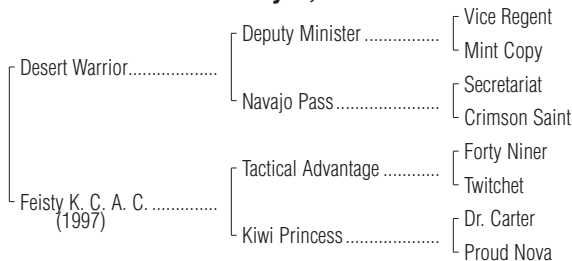 Vice Regent
Deputy Minister ................
Mint Copy
Desert Warrior...................
Secretariat
Navajo Pass ......................
Crimson Saint
Forty Niner
Tactical Advantage ............
Twitchet
Feisty K. C. A. C. ..............
(1997)
Dr. Carter
Kiwi Princess....................
Proud Nova